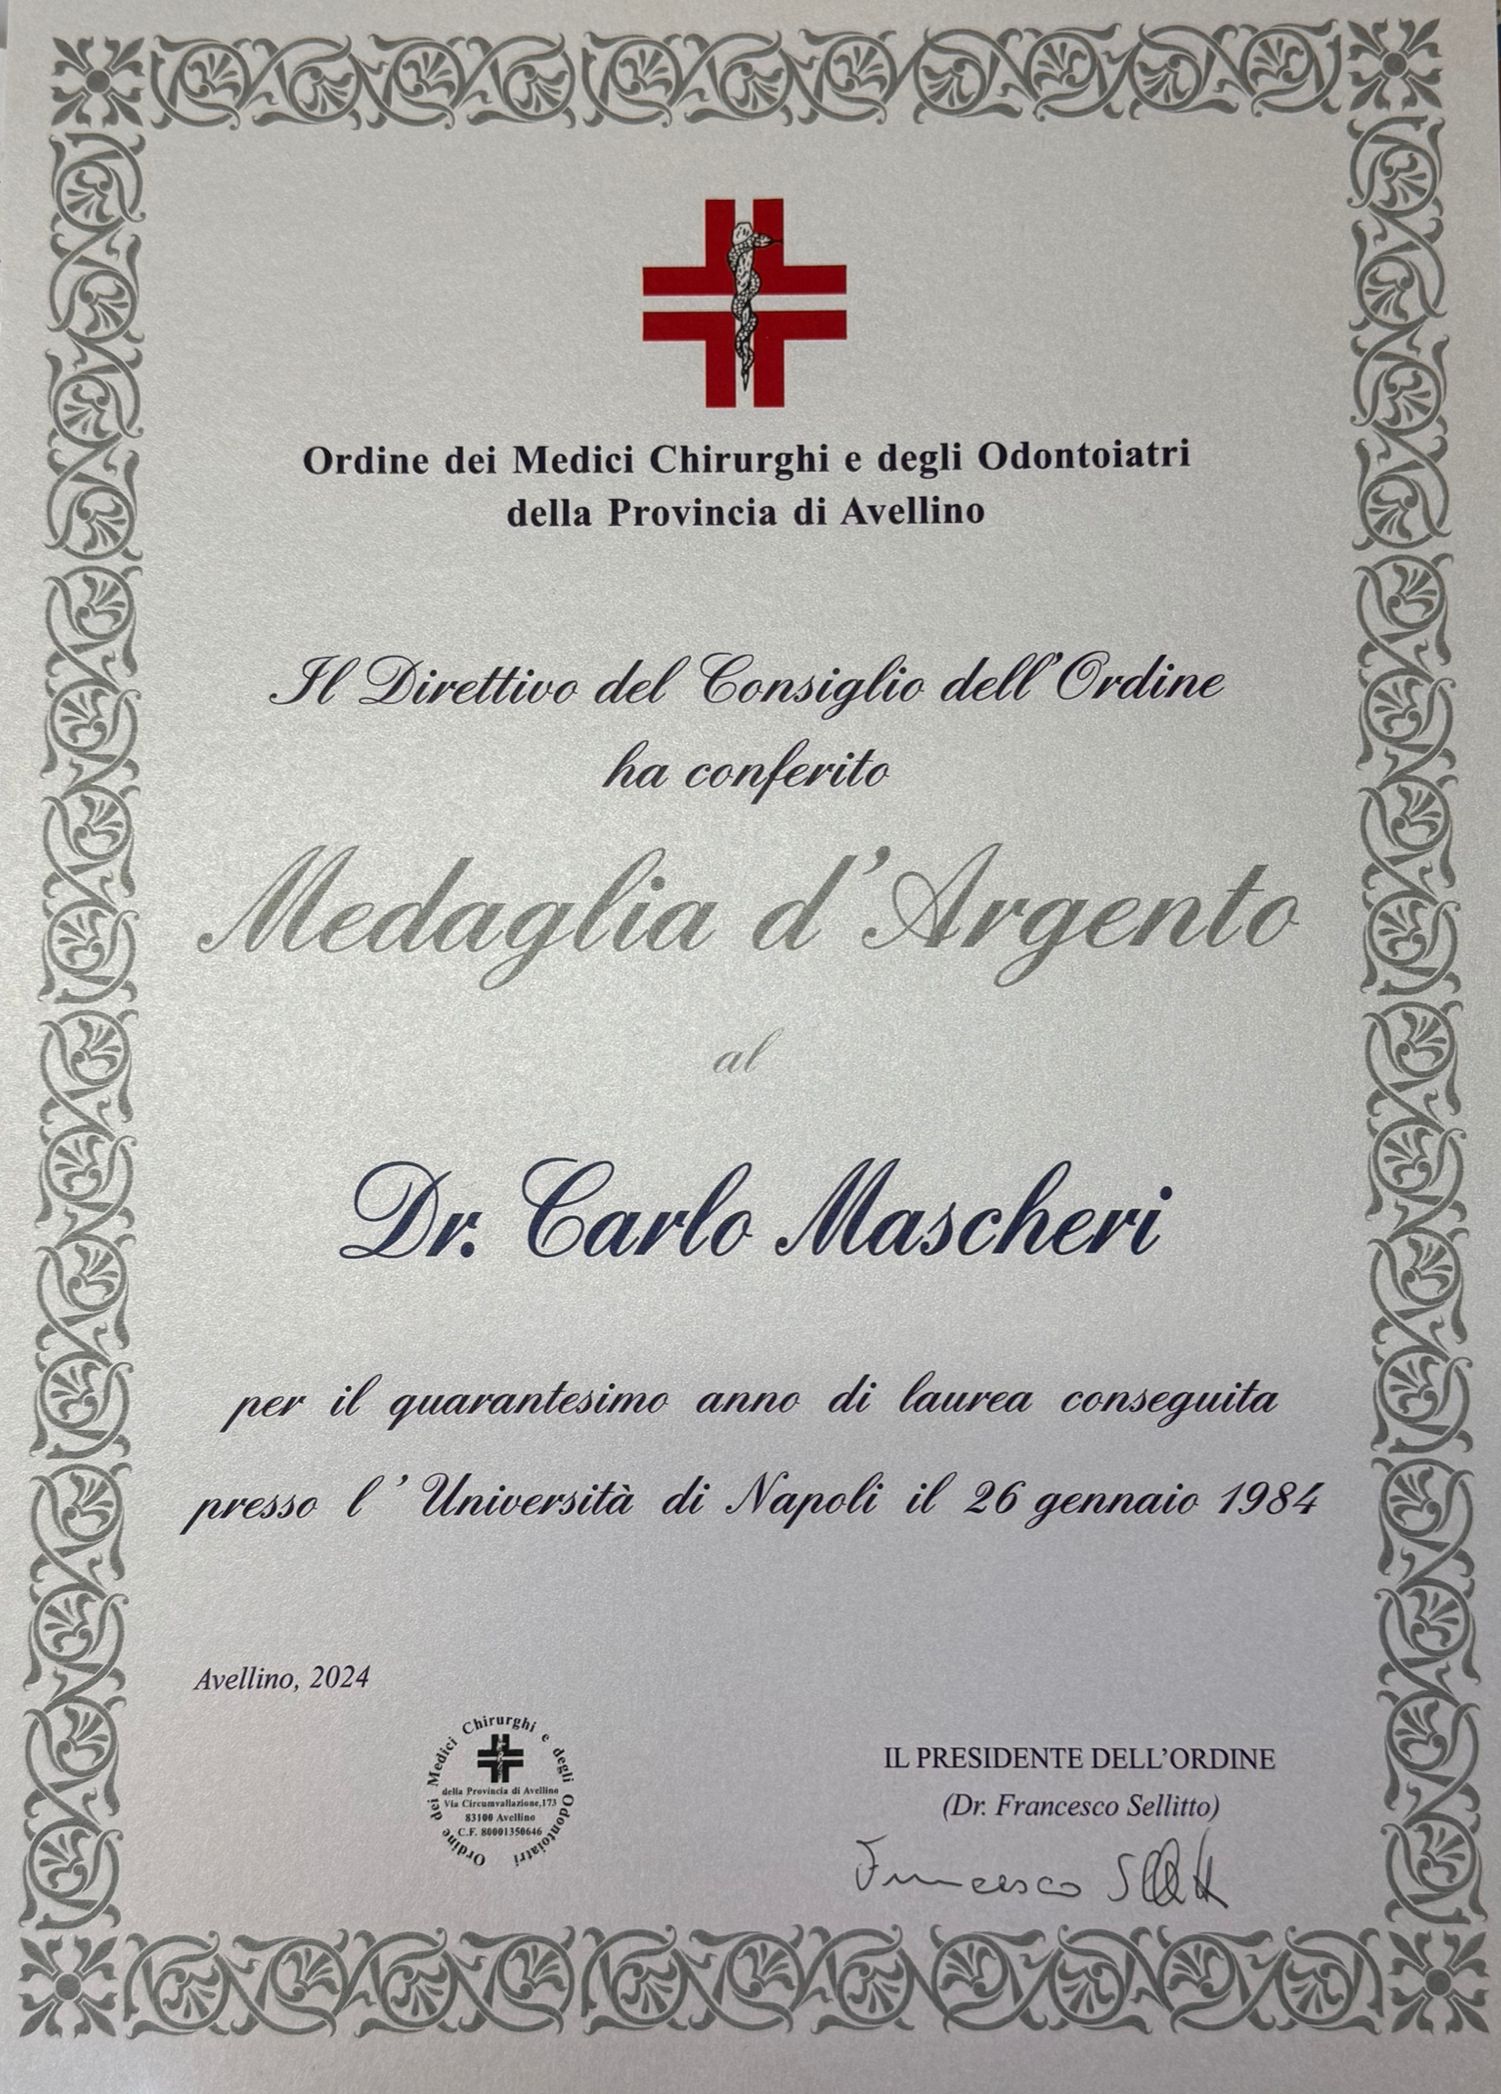 Ordine dei Medici Chirurghi e degli Odontoiatri
della Provincia di Avellino
Il Direttivo del Consiglio dell'Ordine
ha conferito
Medaglia d'Argento
al
Dr. Carlo Mascheri
per il quarantesimo anno di laurea conseguita
presso l'Università di Napoli il 26 gennaio 1984
Avellino, 2024
Ordine dei Medici Chirurghi e degli Odontoiatri
della Provincia di Avellino
Via Circumvallazione,173
83100 Avellino
C.F. 80001350646
IL PRESIDENTE DELL'ORDINE
(Dr. Francesco Sellitto)
Francesco Sellitto